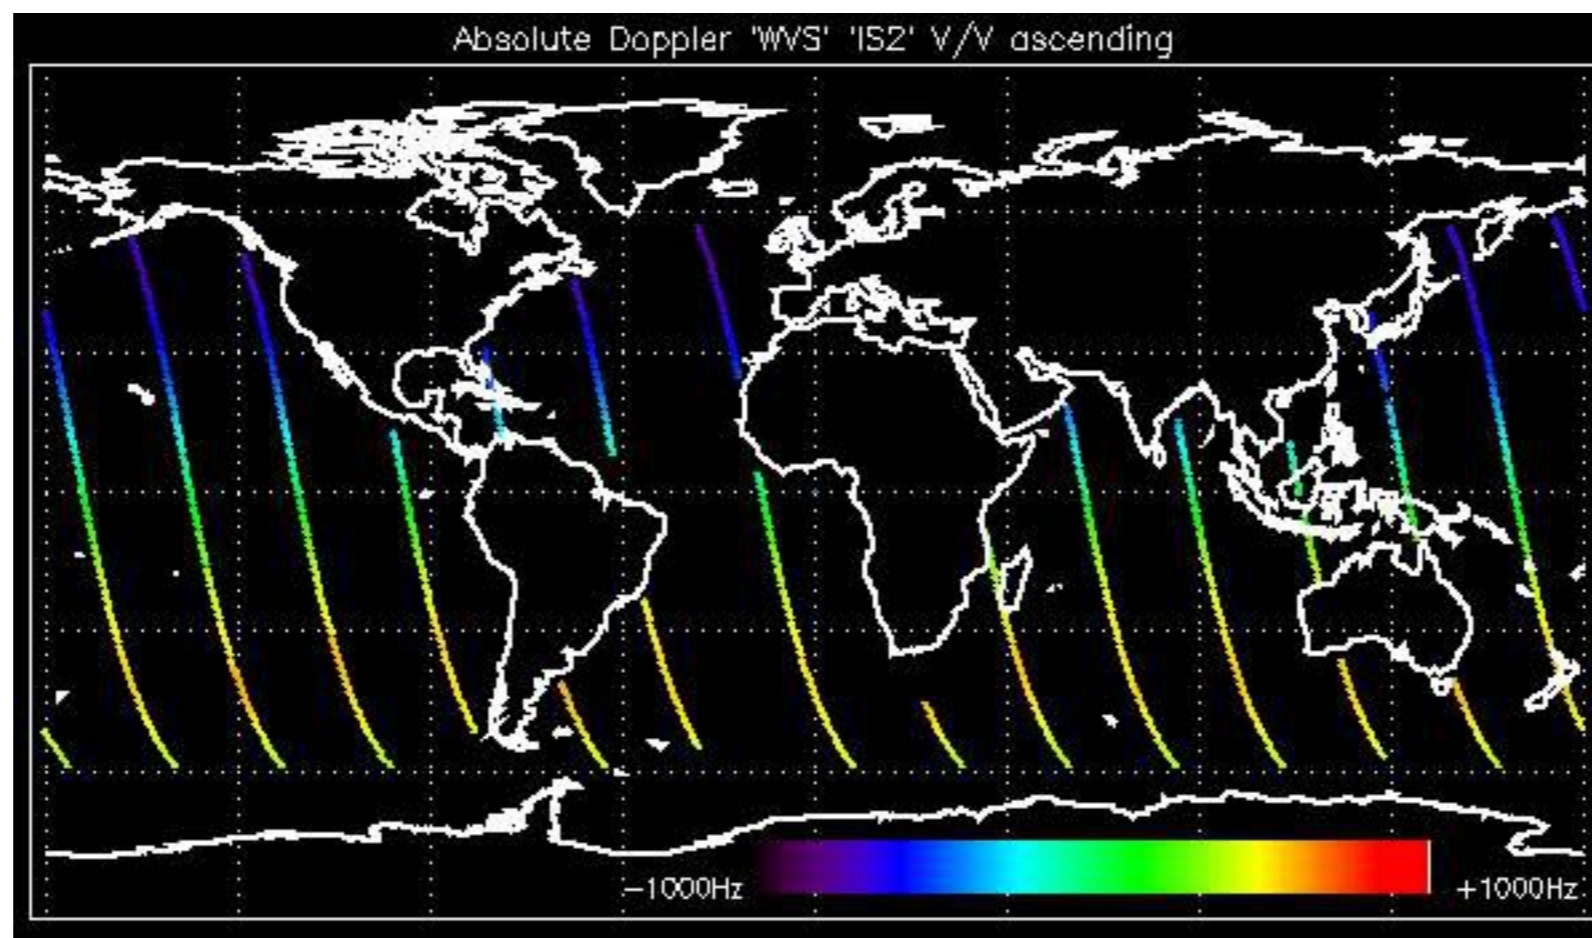 Absolute Doppler 'WVS' 'IS2' V/V ascending
-1000Hz +1000Hz